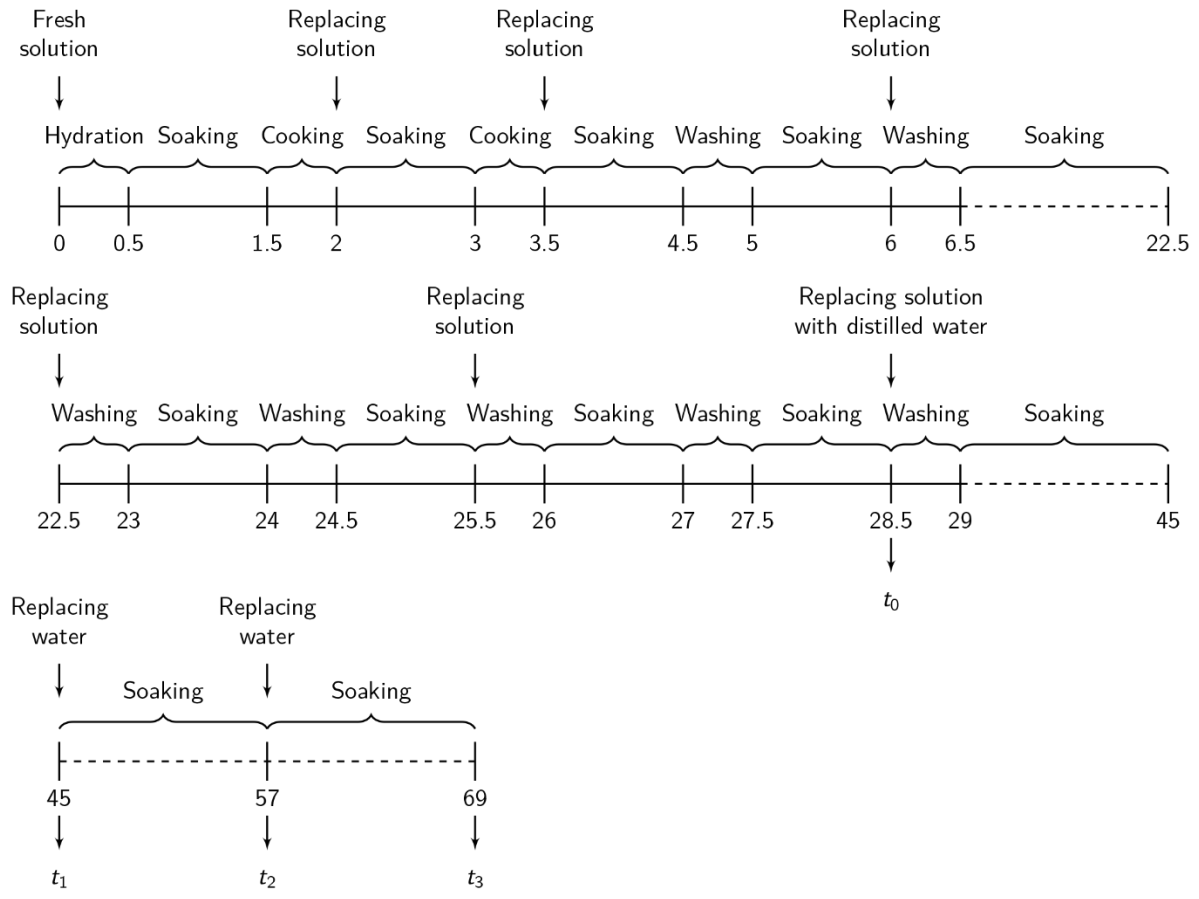 Fresh Replacing Replacing Replacing
solution solution solution solution
Hydration Soaking Cooking Soaking Cooking Soaking Washing Soaking Washing Soaking
0 0.5 1.5 2 3 3.5 4.5 5 6 6.5 22.5
Replacing Replacing Replacing solution
solution solution with distilled water
Washing Soaking Washing Soaking Washing Soaking Washing Soaking Washing Soaking
22.5 23 24 24.5 25.5 26 27 27.5 28.5 29 45
t₀
Replacing Replacing
water water
Soaking Soaking
45 57 69
t₁ t₂ t₃